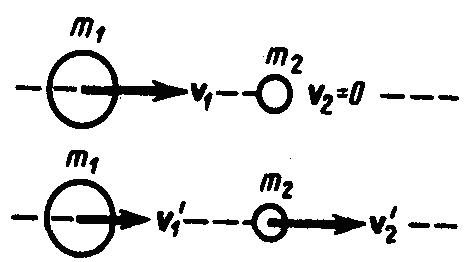 m₁ m₂
v₁ v₂=0
m₁ m₂
v₁′ v₂′